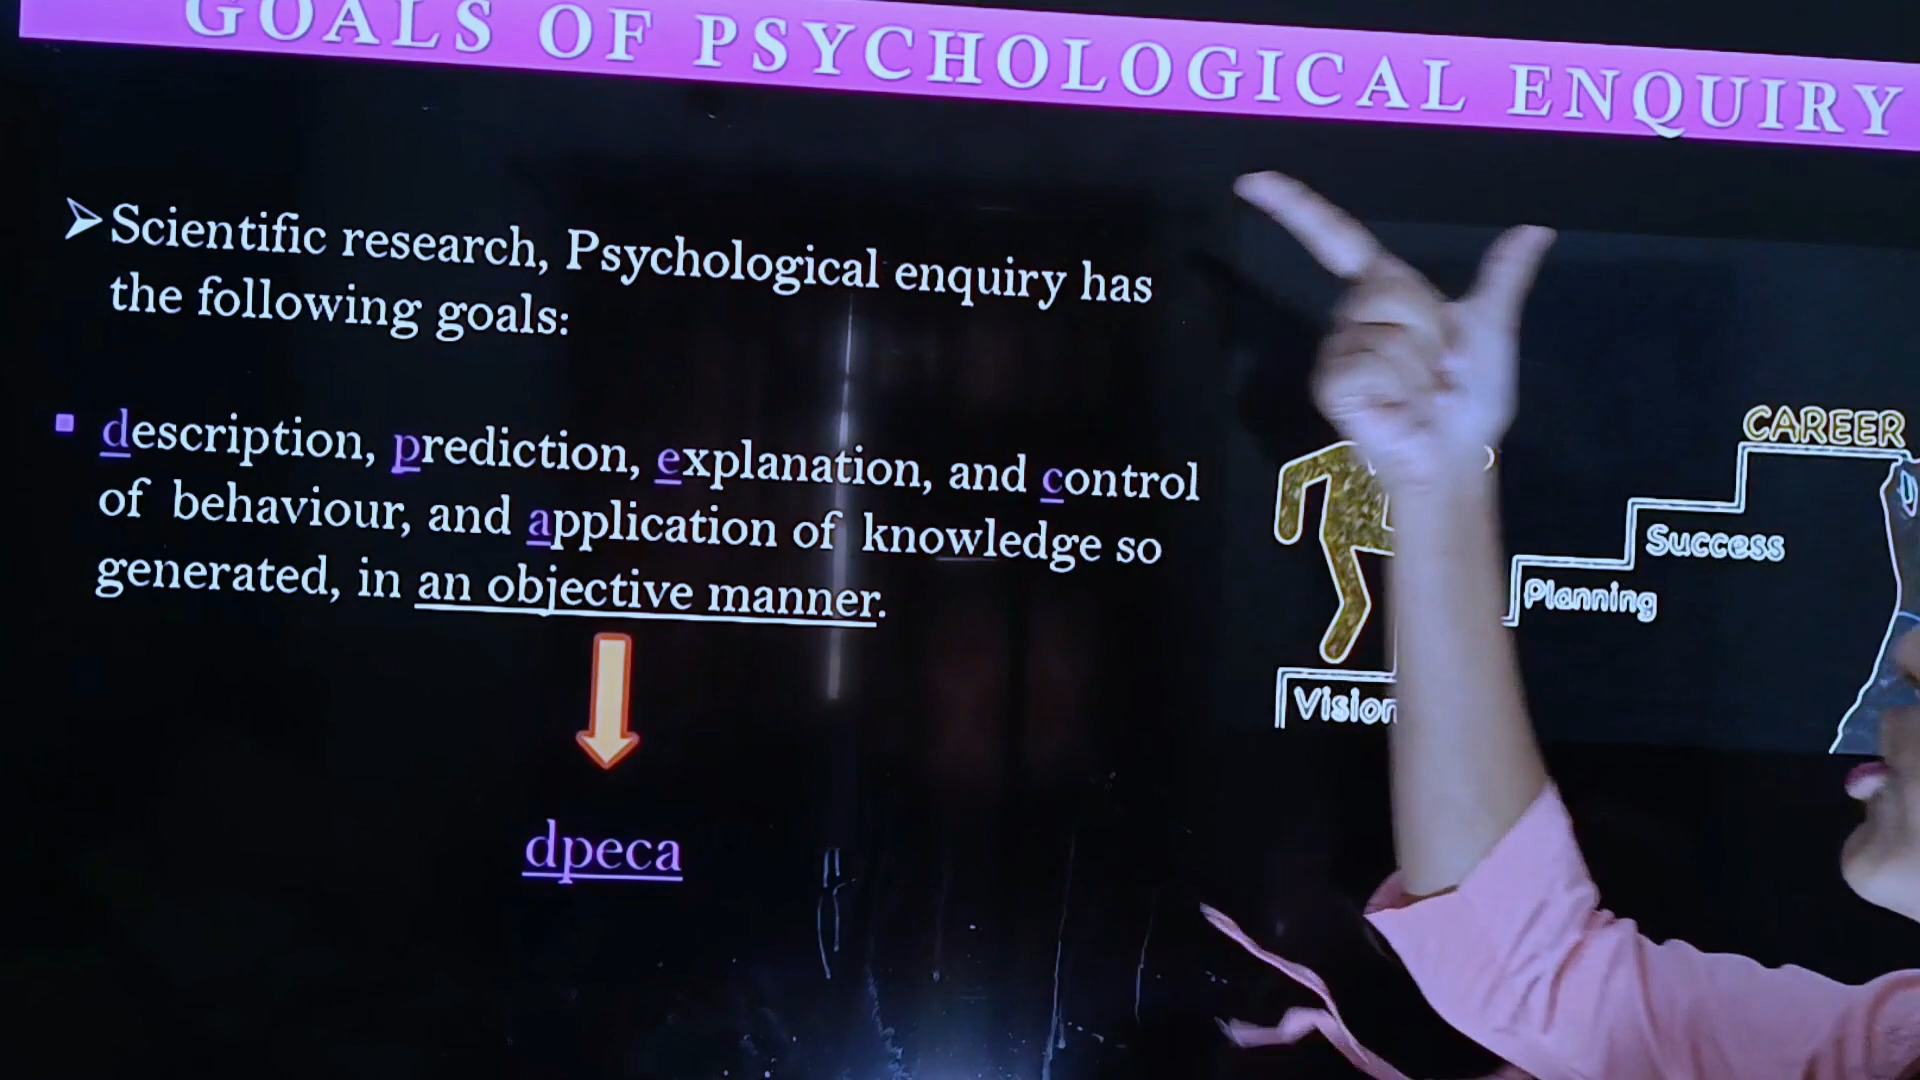 GOALS OF PSYCHOLOGICAL ENQUIRY
➤Scientific research, Psychological enquiry has
the following goals:
▪ description, prediction, explanation, and control
of behaviour, and application of knowledge so
generated, in an objective manner.
dpeca
CAREER
Success
Planning
Vision